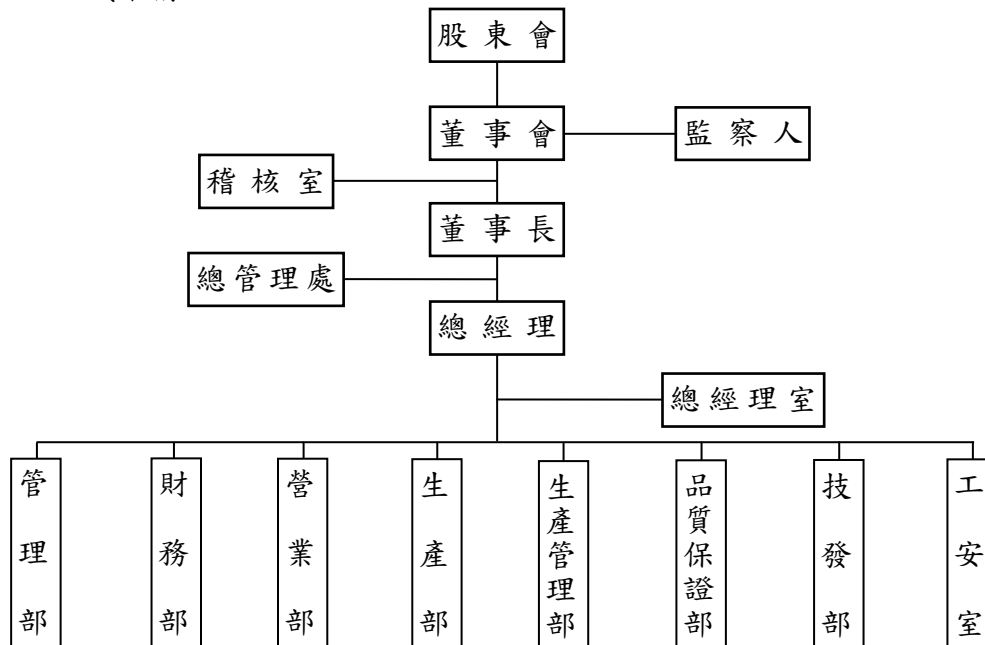 股東會
董事會
監察人
稽核室
董事長
總管理處
總經理
總經理室
管理部
財務部
營業部
生產部
生產管理部
品質保證部
技發部
工安室